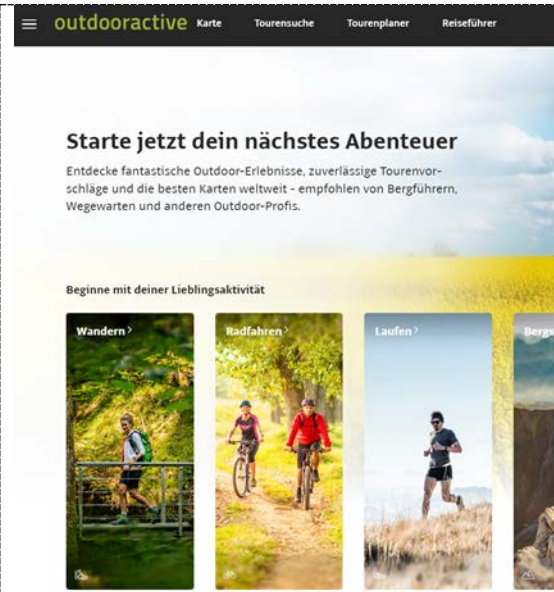 outdooractive Karte Tourensuche Tourenplaner Reiseführer
Starte jetzt dein nächstes Abenteuer
Entdecke fantastische Outdoor-Erlebnisse, zuverlässige Tourenvor-
schläge und die besten Karten weltweit - empfohlen von Bergführern,
Wegewarten und anderen Outdoor-Profis.
Beginne mit deiner Lieblingsaktivität
Wandern > Radfahren > Laufen > Bergs